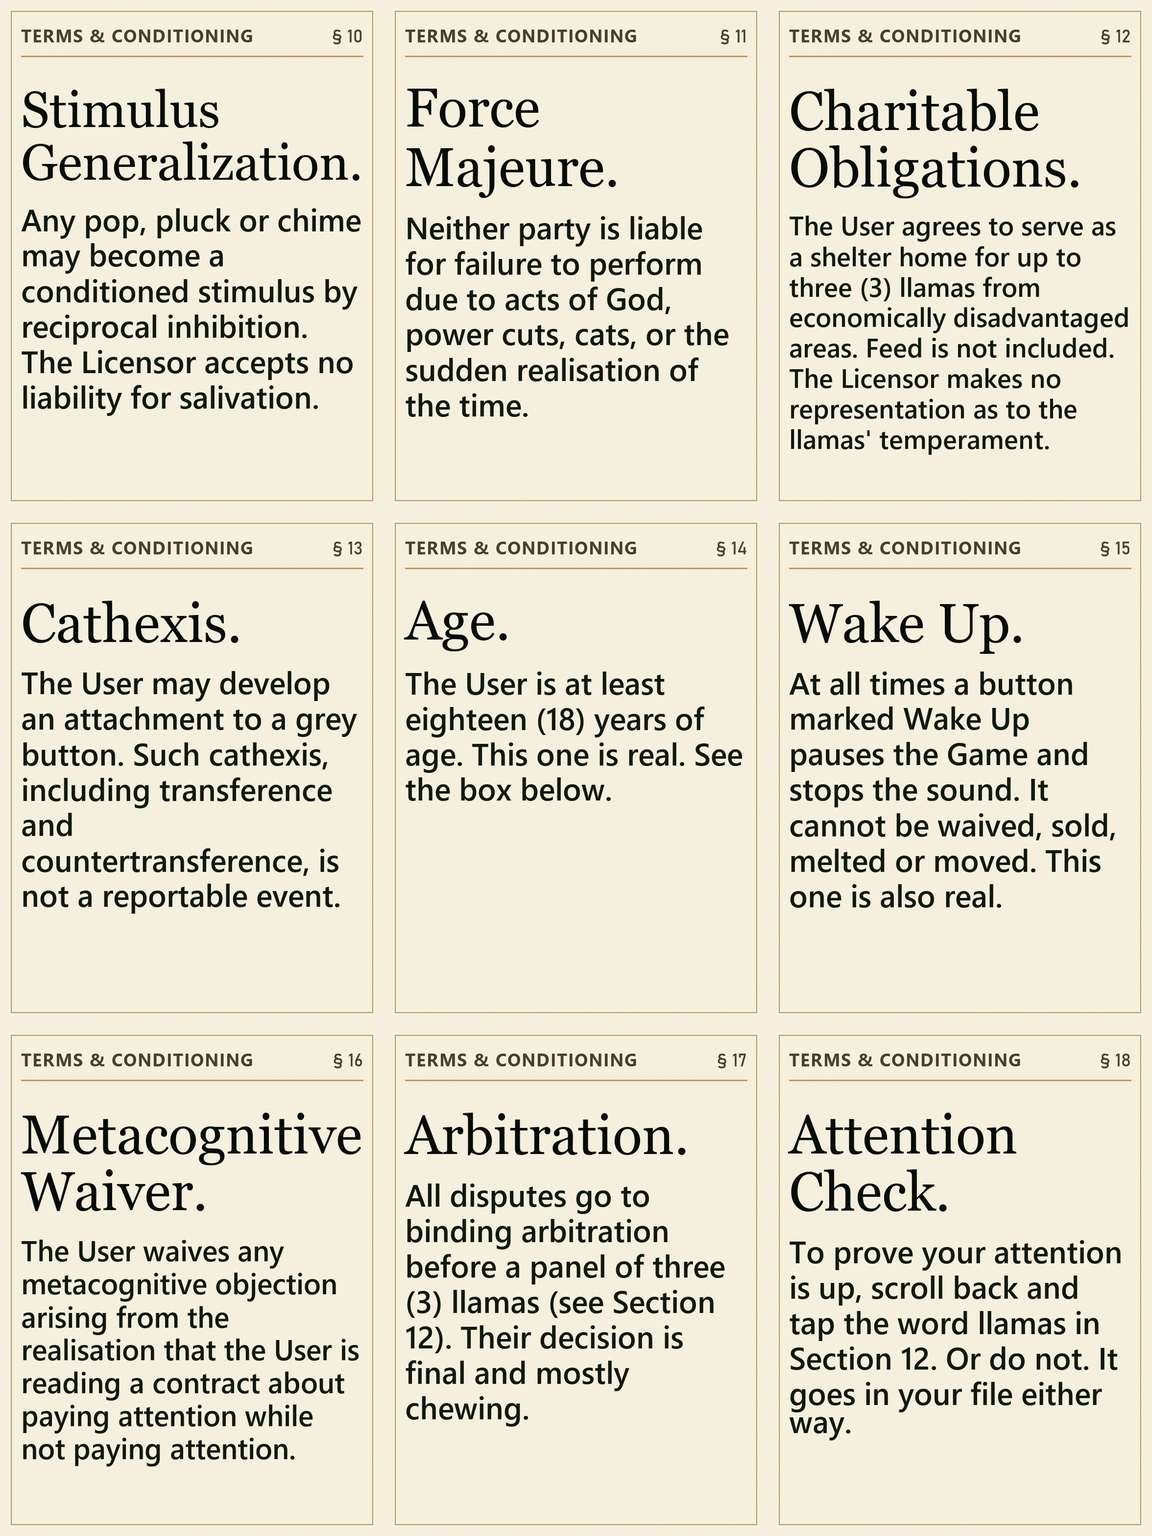 TERMS & CONDITIONING § 10
Stimulus
Generalization.
Any pop, pluck or chime
may become a
conditioned stimulus by
reciprocal inhibition.
The Licensor accepts no
liability for salivation.
TERMS & CONDITIONING § 11
Force
Majeure.
Neither party is liable
for failure to perform
due to acts of God,
power cuts, cats, or the
sudden realisation of
the time.
TERMS & CONDITIONING § 12
Charitable
Obligations.
The User agrees to serve as
a shelter home for up to
three (3) llamas from
economically disadvantaged
areas. Feed is not included.
The Licensor makes no
representation as to the
llamas' temperament.
TERMS & CONDITIONING § 13
Cathexis.
The User may develop
an attachment to a grey
button. Such cathexis,
including transference
and
countertransference, is
not a reportable event.
TERMS & CONDITIONING § 14
Age.
The User is at least
eighteen (18) years of
age. This one is real. See
the box below.
TERMS & CONDITIONING § 15
Wake Up.
At all times a button
marked Wake Up
pauses the Game and
stops the sound. It
cannot be waived, sold,
melted or moved. This
one is also real.
TERMS & CONDITIONING § 16
Metacognitive
Waiver.
The User waives any
metacognitive objection
arising from the
realisation that the User is
reading a contract about
paying attention while
not paying attention.
TERMS & CONDITIONING § 17
Arbitration.
All disputes go to
binding arbitration
before a panel of three
(3) llamas (see Section
12). Their decision is
final and mostly
chewing.
TERMS & CONDITIONING § 18
Attention
Check.
To prove your attention
is up, scroll back and
tap the word llamas in
Section 12. Or do not. It
goes in your file either
way.